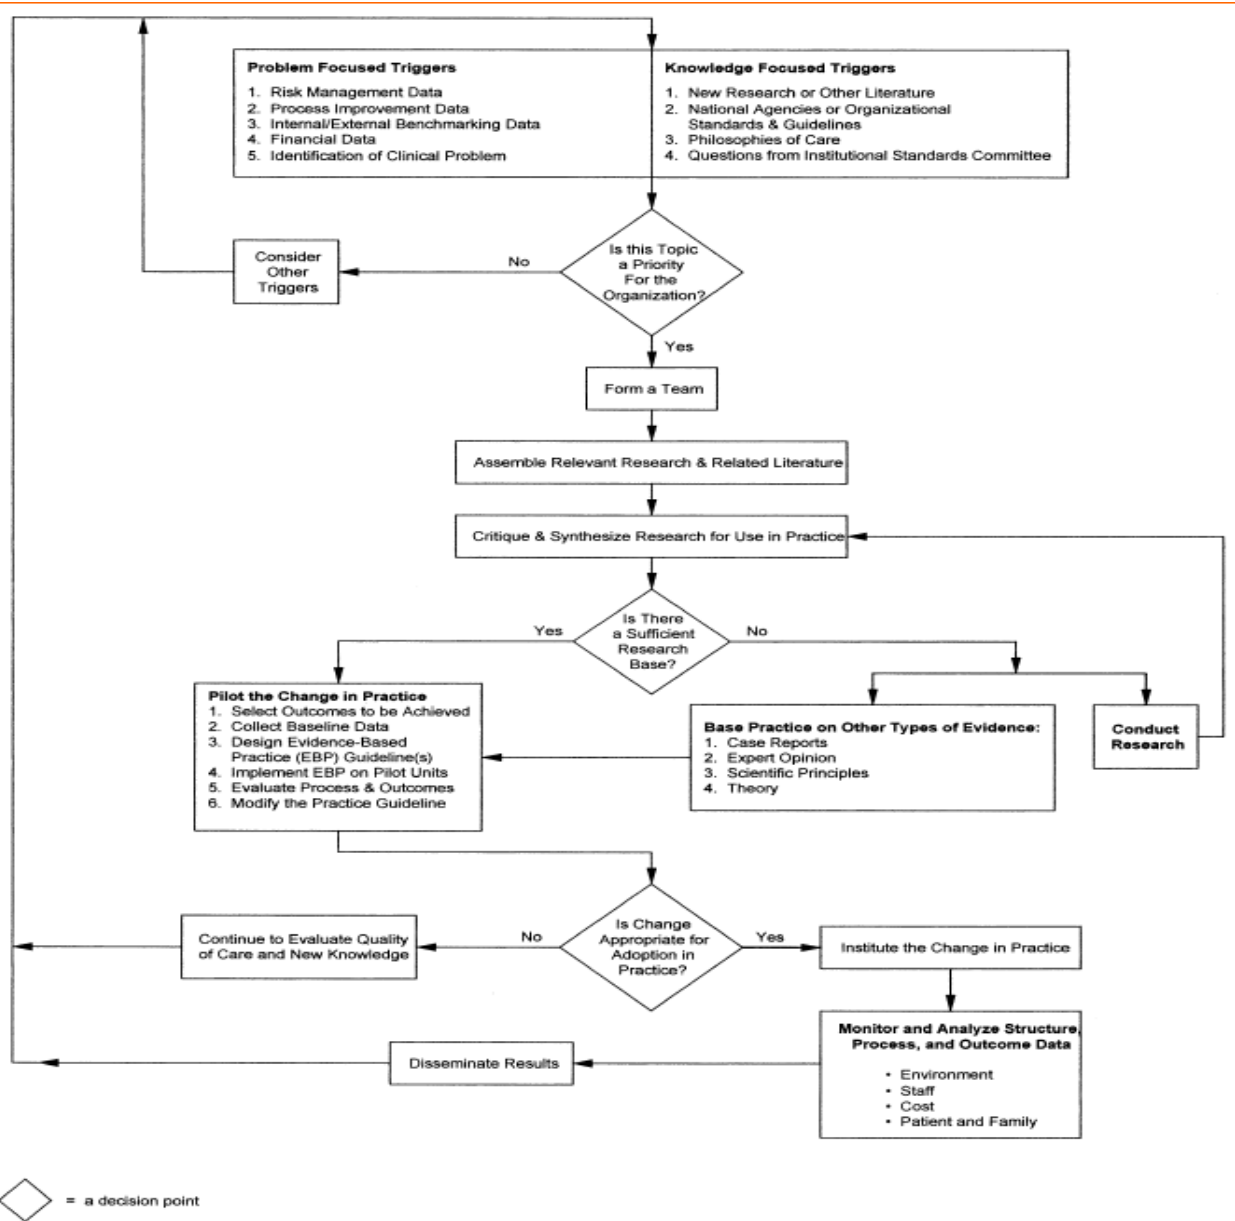 Problem Focused Triggers
1. Risk Management Data
2. Process Improvement Data
3. Internal/External Benchmarking Data
4. Financial Data
5. Identification of Clinical Problem
Knowledge Focused Triggers
1. New Research or Other Literature
2. National Agencies or Organizational
Standards & Guidelines
3. Philosophies of Care
4. Questions from Institutional Standards Committee
Consider
Other
Triggers
No
Is this Topic
a Priority
For the
Organization?
Yes
Form a Team
Assemble Relevant Research & Related Literature
Critique & Synthesize Research for Use in Practice
Yes
Is There
a Sufficient
Research
Base?
No
Pilot the Change in Practice
1. Select Outcomes to be Achieved
2. Collect Baseline Data
3. Design Evidence-Based
Practice (EBP) Guideline(s)
4. Implement EBP on Pilot Units
5. Evaluate Process & Outcomes
6. Modify the Practice Guideline
Base Practice on Other Types of Evidence:
1. Case Reports
2. Expert Opinion
3. Scientific Principles
4. Theory
Conduct
Research
Continue to Evaluate Quality
of Care and New Knowledge
No
Is Change
Appropriate for
Adoption in
Practice?
Yes
Institute the Change in Practice
Monitor and Analyze Structure,
Process, and Outcome Data
• Environment
• Staff
• Cost
• Patient and Family
Disseminate Results
= a decision point